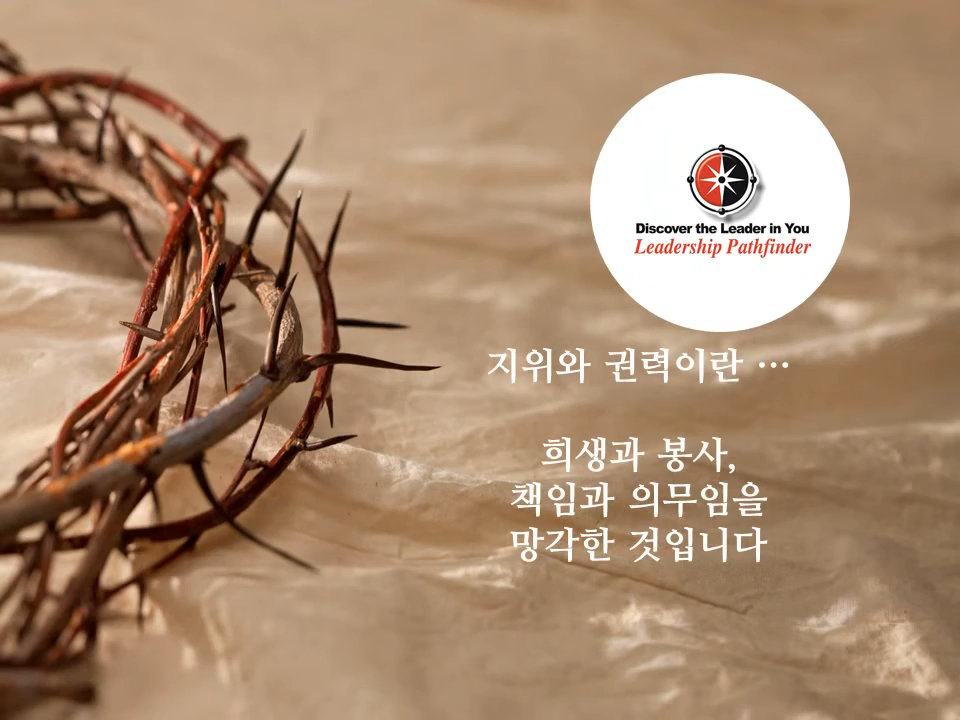 Discover the Leader in You
Leadership Pathfinder
지위와 권력이란 …
희생과 봉사,
책임과 의무임을
망각한 것입니다